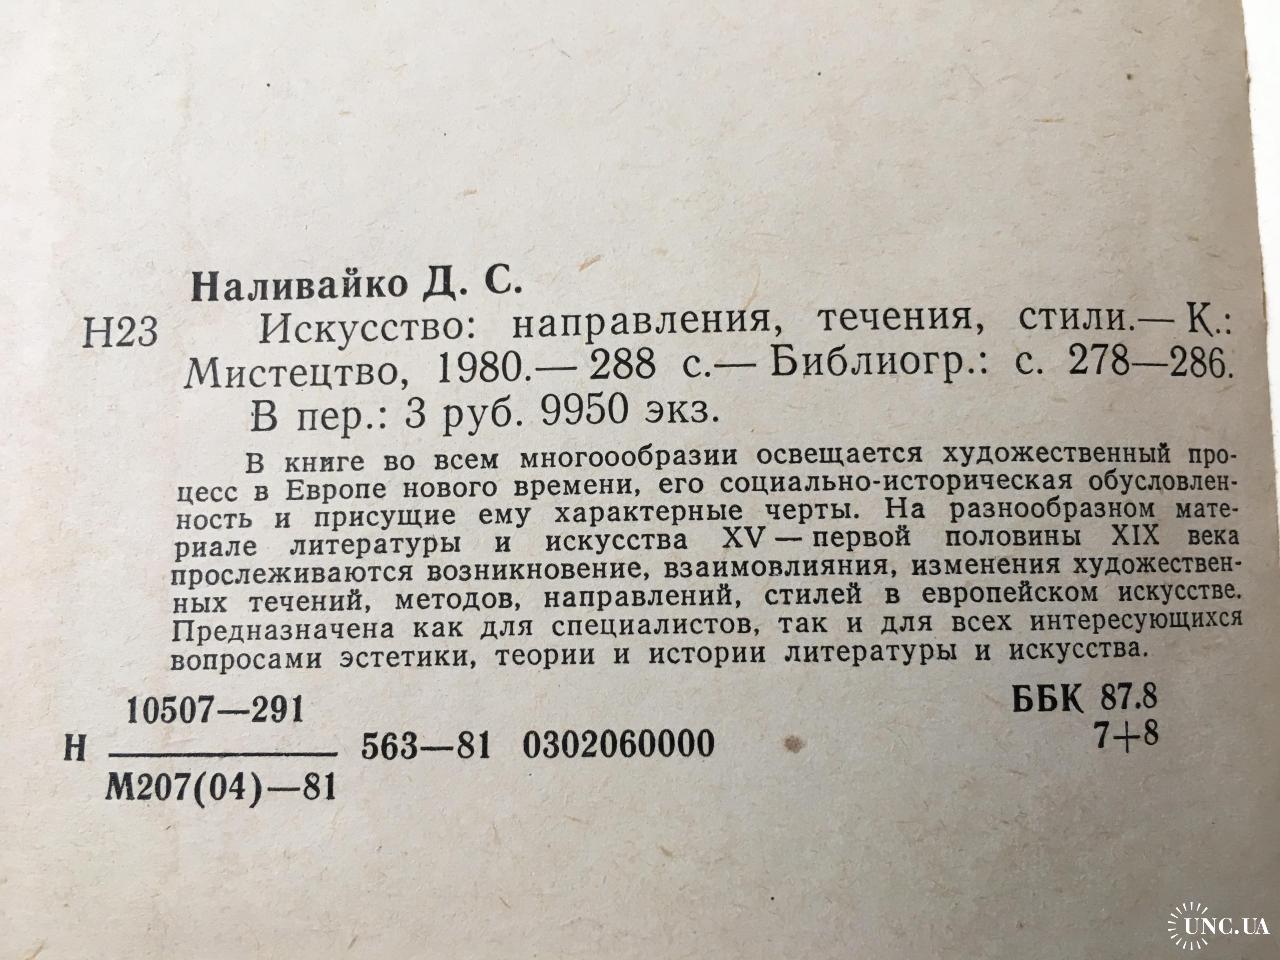 Наливайко Д. С.
Н23 Искусство: направления, течения, стили.— К.:
Мистецтво, 1980.— 288 с.— Библиогр.: с. 278—286.
В пер.: 3 руб. 9950 экз.
В книге во всем многоообразии освещается художественный про-
цесс в Европе нового времени, его социально-историческая обусловлен-
ность и присущие ему характерные черты. На разнообразном мате-
риале литературы и искусства XV — первой половины XIX века
прослеживаются возникновение, взаимовлияния, изменения художествен-
ных течений, методов, направлений, стилей в европейском искусстве.
Предназначена как для специалистов, так и для всех интересующихся
вопросами эстетики, теории и истории литературы и искусства.
10507—291
Н 563—81 0302060000
М207(04)—81
ББК 87.8
7+8
UNC.UA